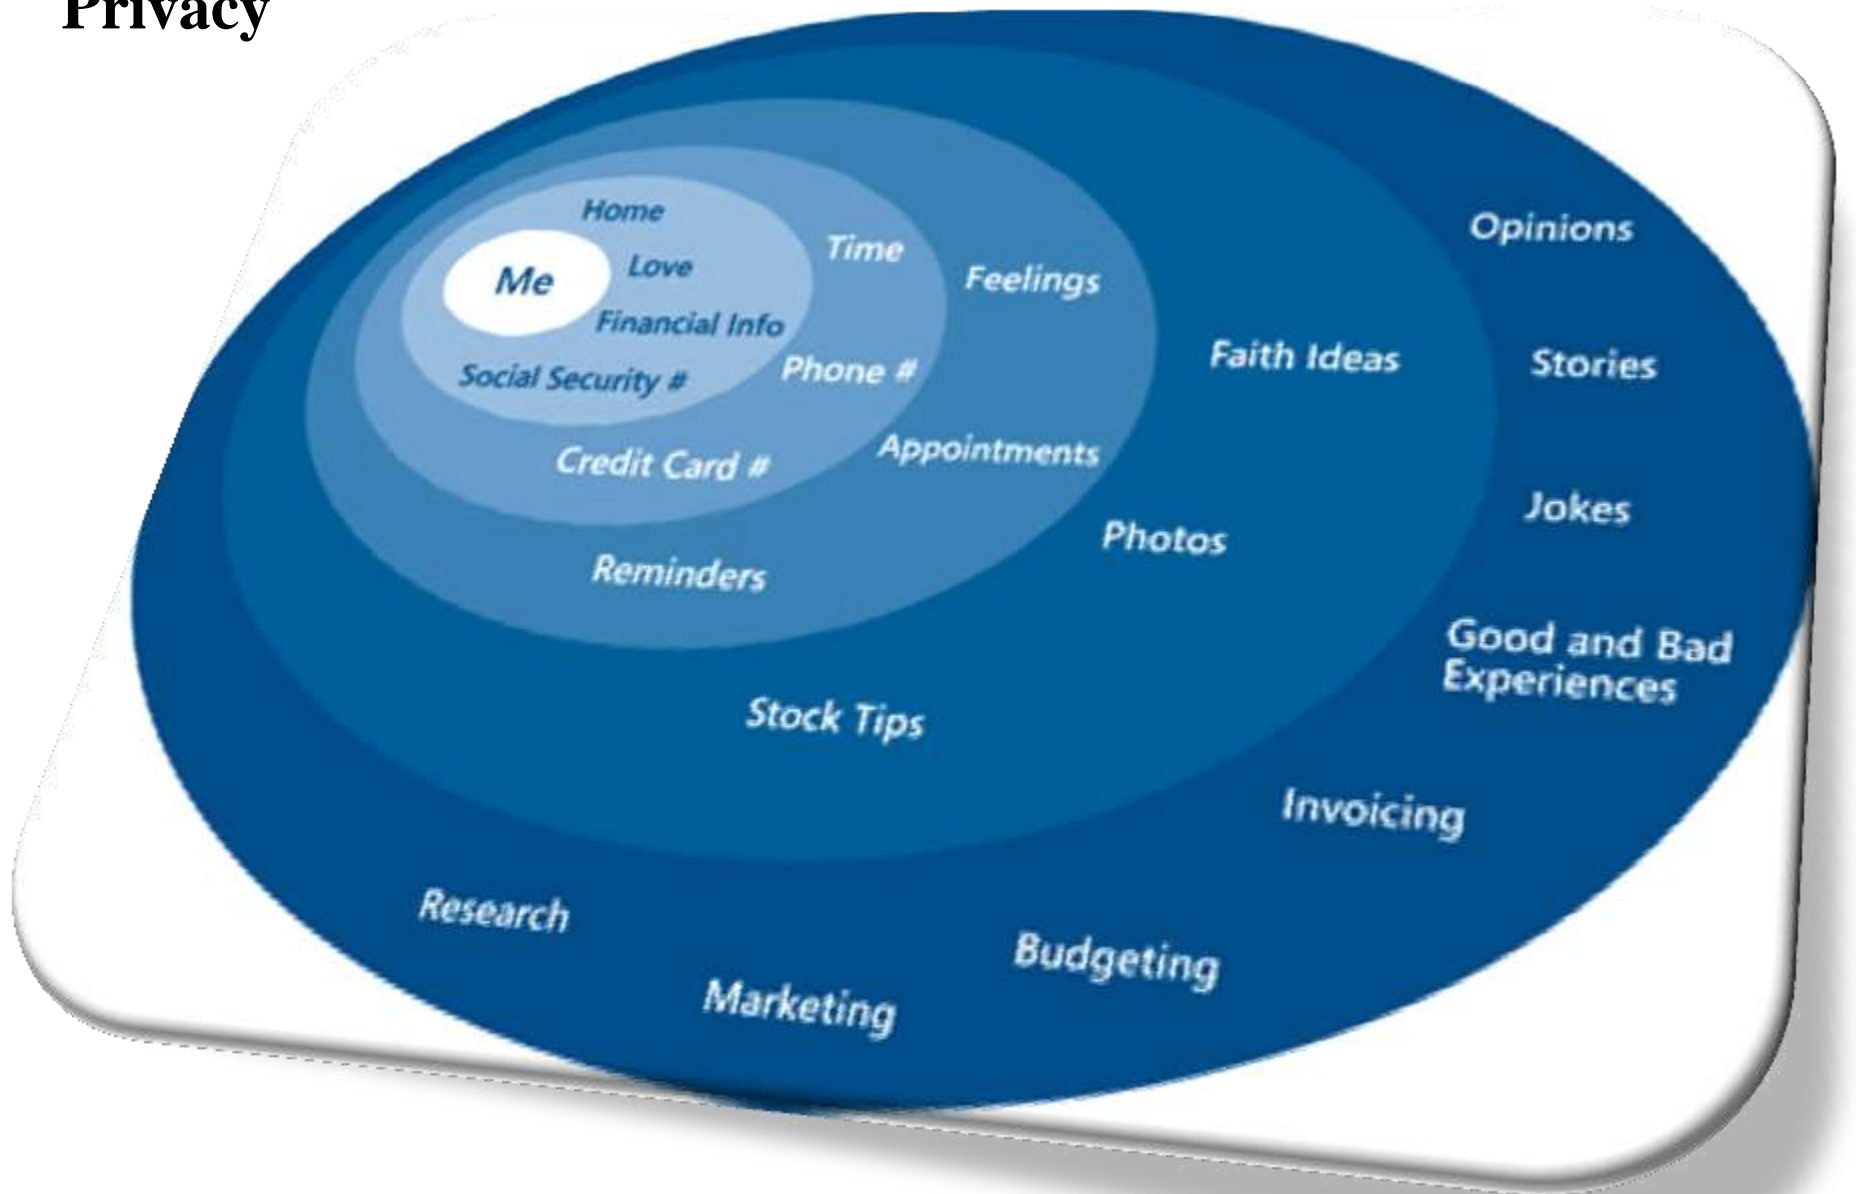 Privacy
Home
Me
Love
Financial Info
Social Security #
Time
Phone #
Credit Card #
Feelings
Appointments
Reminders
Faith Ideas
Photos
Stock Tips
Opinions
Stories
Jokes
Good and Bad
Experiences
Invoicing
Budgeting
Marketing
Research